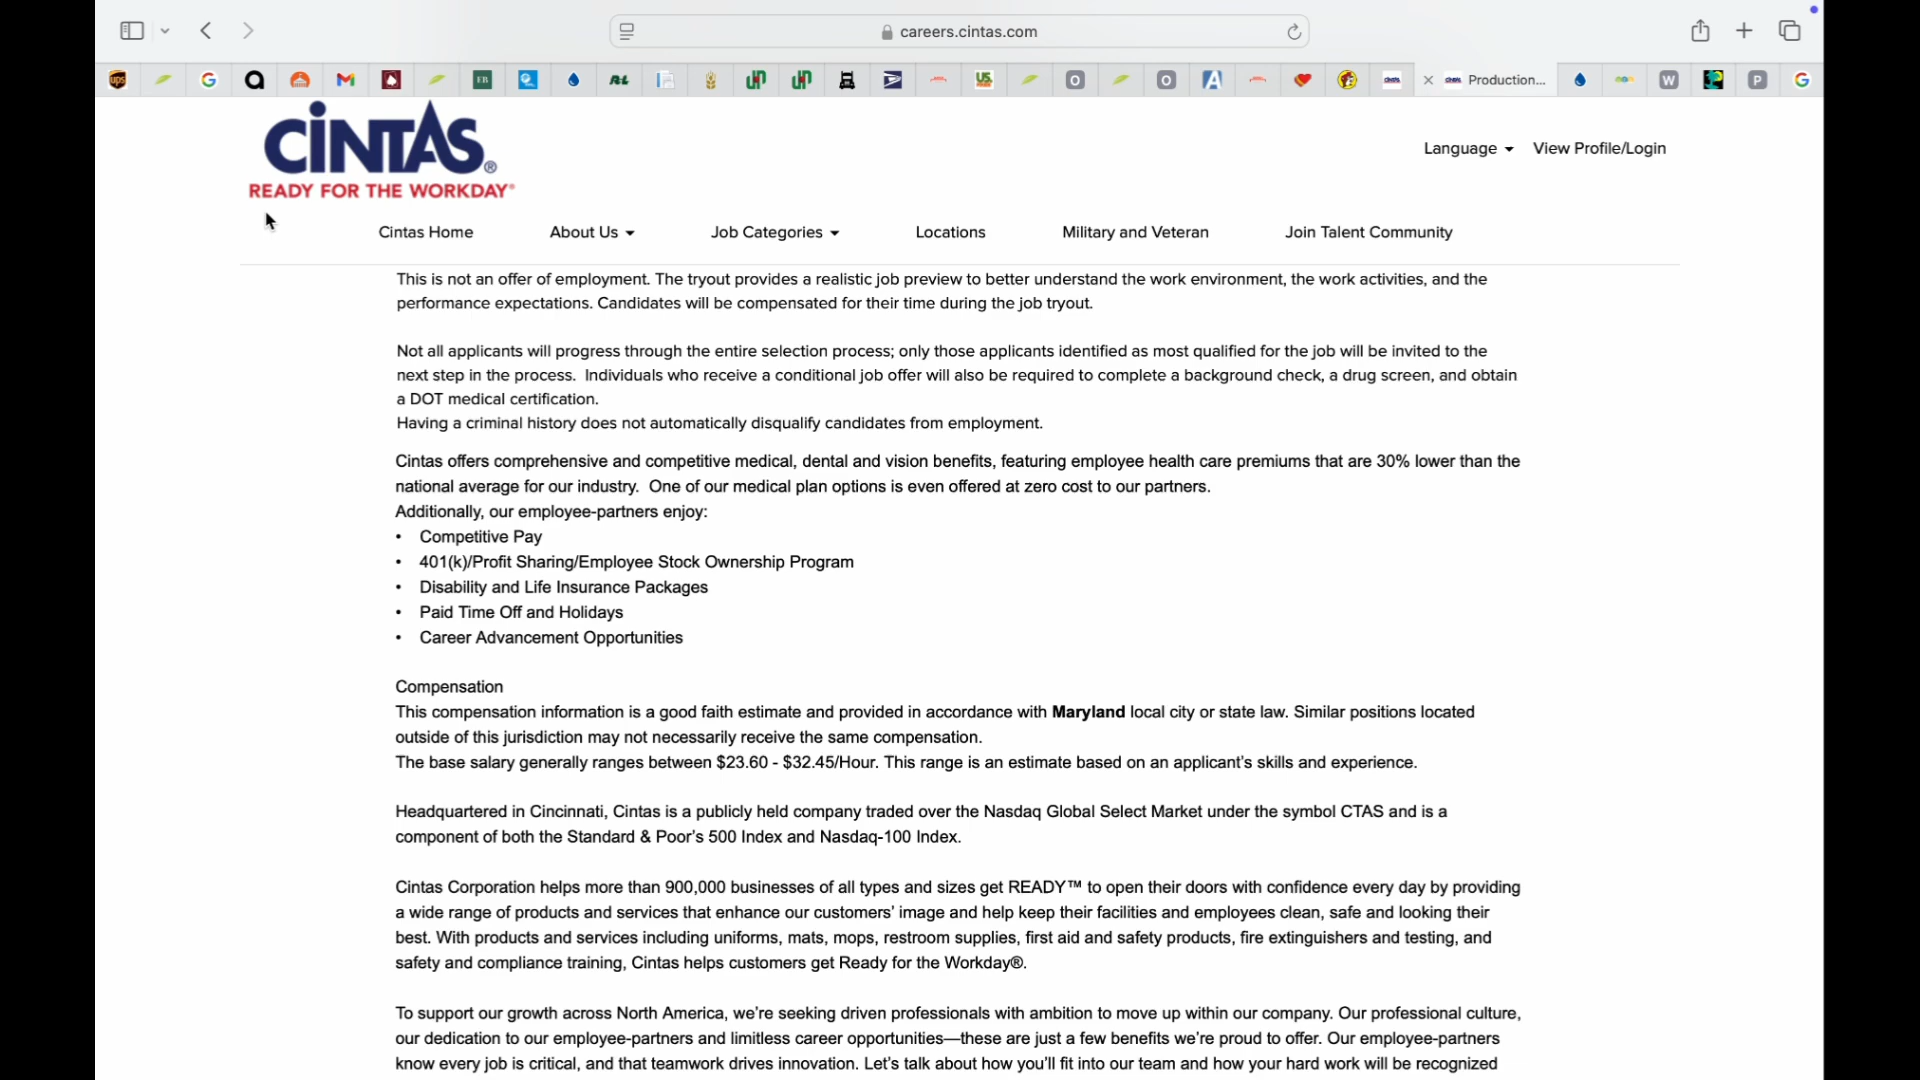 careers.cintas.com
ups
G
Q
M
EB
R+L
US
O
O
A
Production...
W
P
G
CINTAS®
READY FOR THE WORKDAY®
Language
View Profile/Login
Cintas Home
About Us
Job Categories
Locations
Military and Veteran
Join Talent Community
This is not an offer of employment. The tryout provides a realistic job preview to better understand the work environment, the work activities, and the
performance expectations. Candidates will be compensated for their time during the job tryout.
Not all applicants will progress through the entire selection process; only those applicants identified as most qualified for the job will be invited to the
next step in the process.  Individuals who receive a conditional job offer will also be required to complete a background check, a drug screen, and obtain
a DOT medical certification.
Having a criminal history does not automatically disqualify candidates from employment.
Cintas offers comprehensive and competitive medical, dental and vision benefits, featuring employee health care premiums that are 30% lower than the
national average for our industry.  One of our medical plan options is even offered at zero cost to our partners.
Additionally, our employee-partners enjoy:
• Competitive Pay
• 401(k)/Profit Sharing/Employee Stock Ownership Program
• Disability and Life Insurance Packages
• Paid Time Off and Holidays
• Career Advancement Opportunities
Compensation
This compensation information is a good faith estimate and provided in accordance with Maryland local city or state law. Similar positions located
outside of this jurisdiction may not necessarily receive the same compensation.
The base salary generally ranges between $23.60 - $32.45/Hour. This range is an estimate based on an applicant's skills and experience.
Headquartered in Cincinnati, Cintas is a publicly held company traded over the Nasdaq Global Select Market under the symbol CTAS and is a
component of both the Standard & Poor's 500 Index and Nasdaq-100 Index.
Cintas Corporation helps more than 900,000 businesses of all types and sizes get READY™ to open their doors with confidence every day by providing
a wide range of products and services that enhance our customers' image and help keep their facilities and employees clean, safe and looking their
best. With products and services including uniforms, mats, mops, restroom supplies, first aid and safety products, fire extinguishers and testing, and
safety and compliance training, Cintas helps customers get Ready for the Workday®.
To support our growth across North America, we're seeking driven professionals with ambition to move up within our company. Our professional culture,
our dedication to our employee-partners and limitless career opportunities—these are just a few benefits we're proud to offer. Our employee-partners
know every job is critical, and that teamwork drives innovation. Let's talk about how you'll fit into our team and how your hard work will be recognized